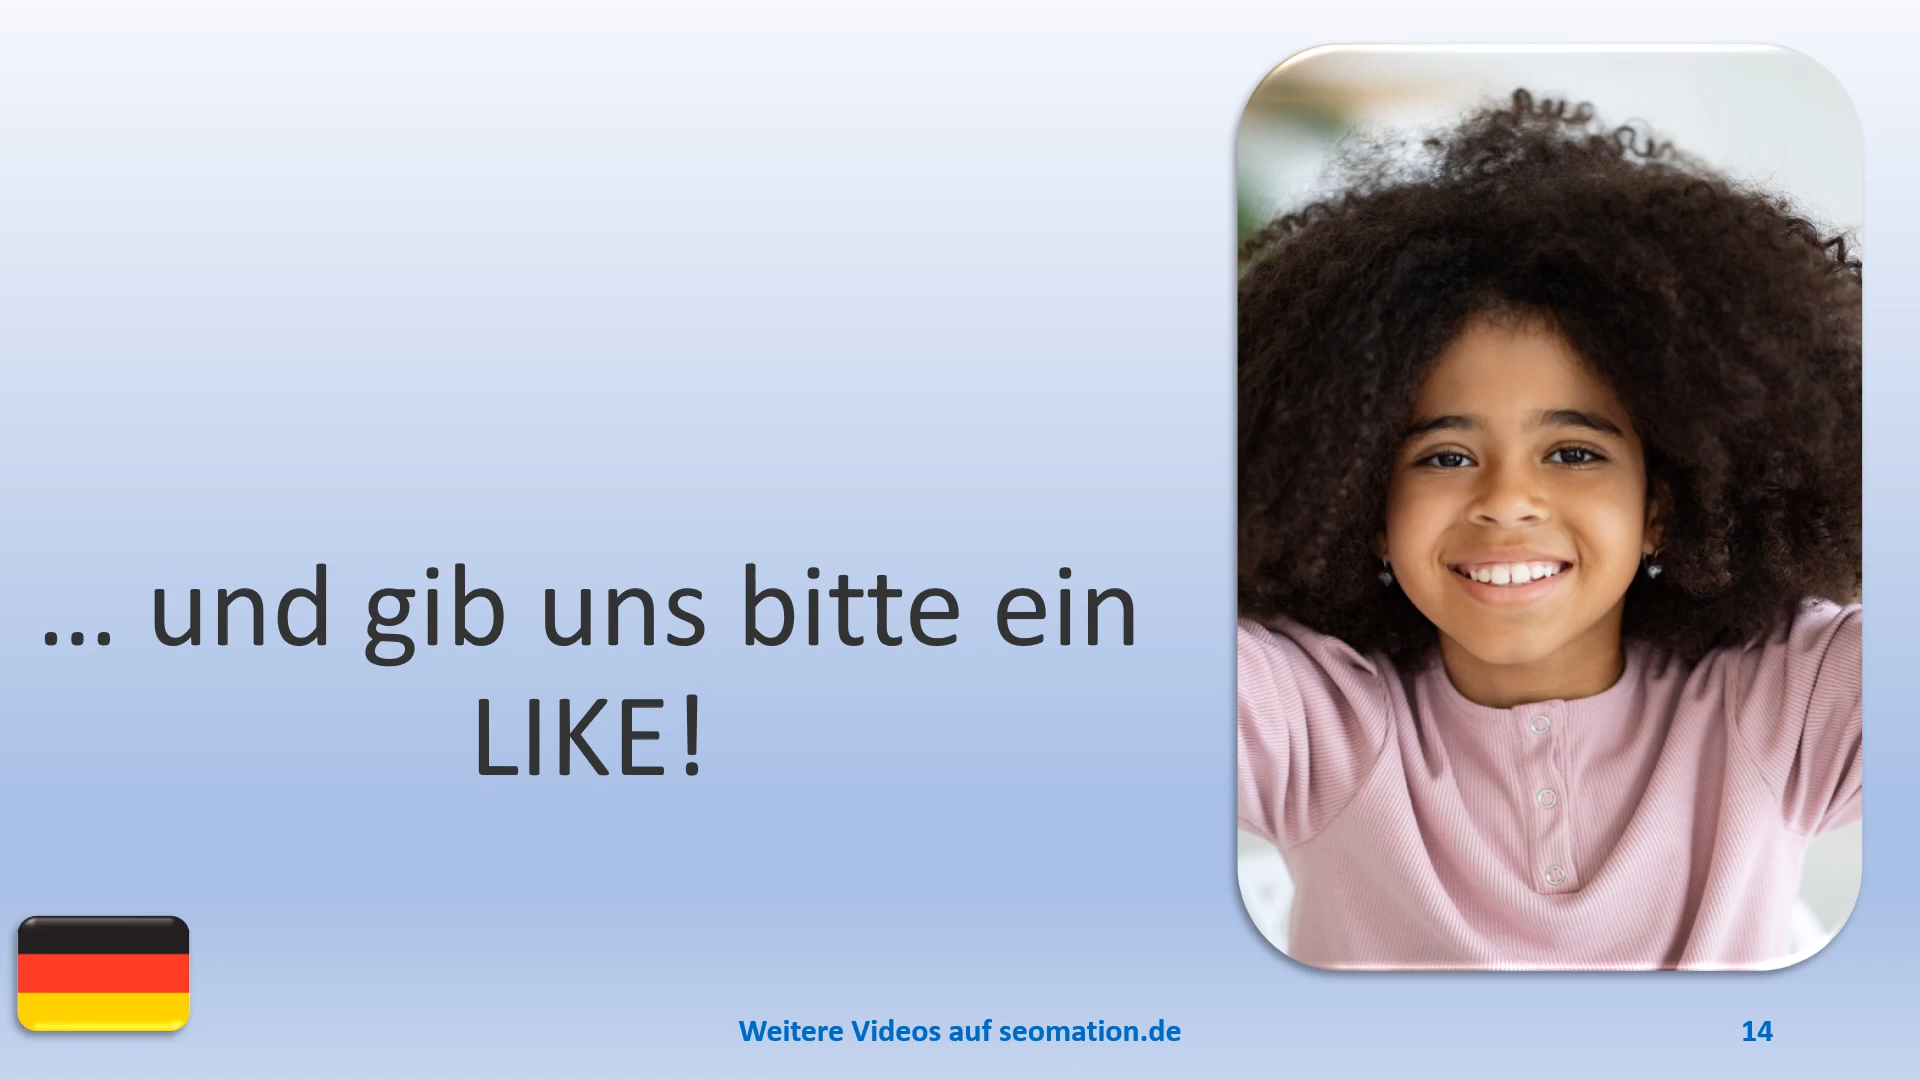 ... und gib uns bitte ein
LIKE!
Weitere Videos auf seomation.de
14